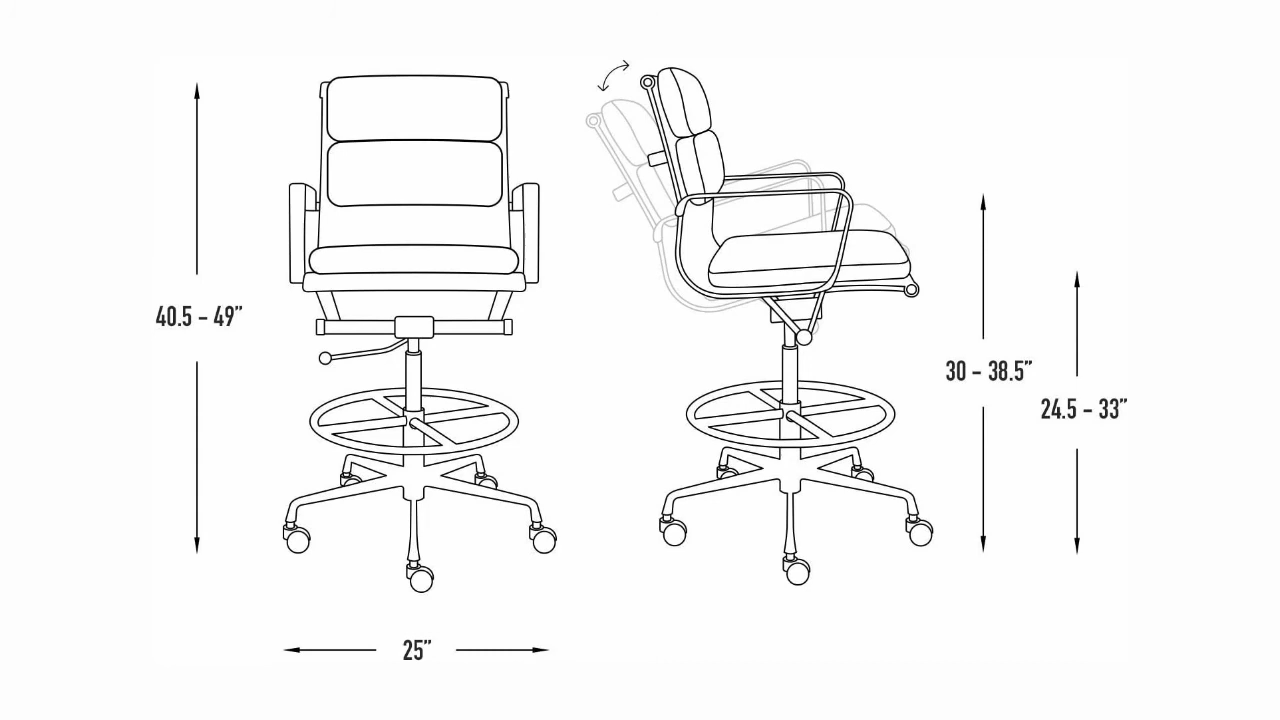 40.5 – 49”
30 – 38.5”
24.5 – 33”
25”